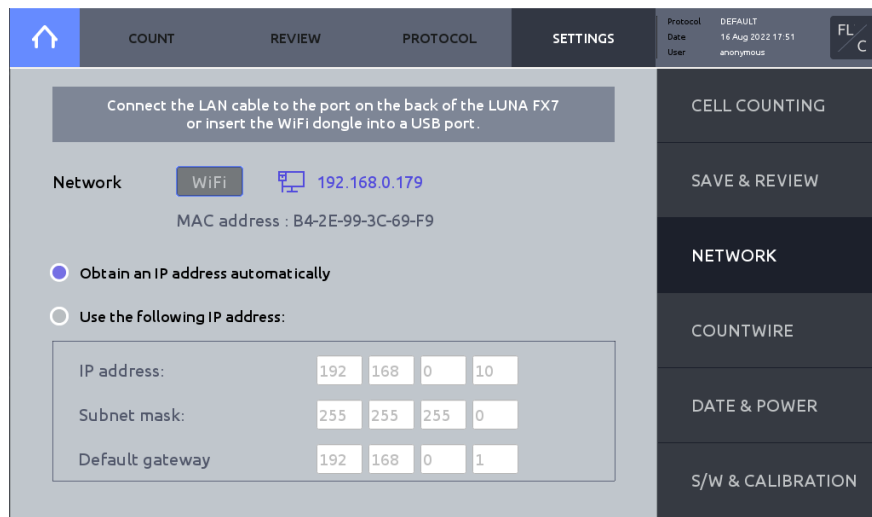 COUNT REVIEW PROTOCOL SETTINGS
Protocol DEFAULT
Date 16 Aug 2022 17:51
User anonymous
FL/C
Connect the LAN cable to the port on the back of the LUNA FX7
or insert the WiFi dongle into a USB port.
Network WiFi 192.168.0.179
MAC address : B4-2E-99-3C-69-F9
Obtain an IP address automatically
Use the following IP address:
IP address: 192 168 0 10
Subnet mask: 255 255 255 0
Default gateway 192 168 0 1
CELL COUNTING
SAVE & REVIEW
NETWORK
COUNTWIRE
DATE & POWER
S/W & CALIBRATION